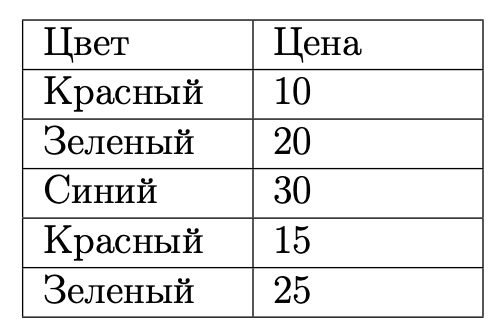 Цвет Цена
Красный 10
Зеленый 20
Синий 30
Красный 15
Зеленый 25